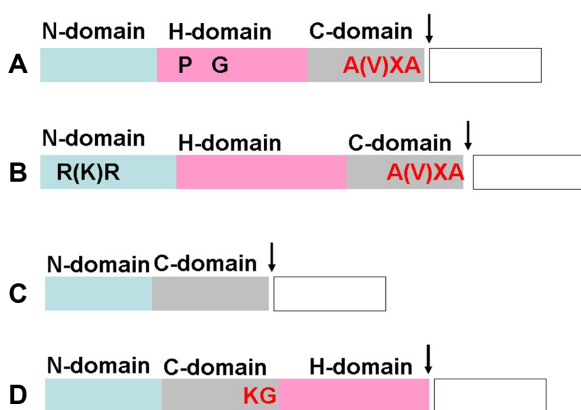 N-domain H-domain C-domain
A P G A(V)XA
N-domain H-domain C-domain
B R(K)R A(V)XA
N-domain C-domain
C
N-domain C-domain H-domain
D KG